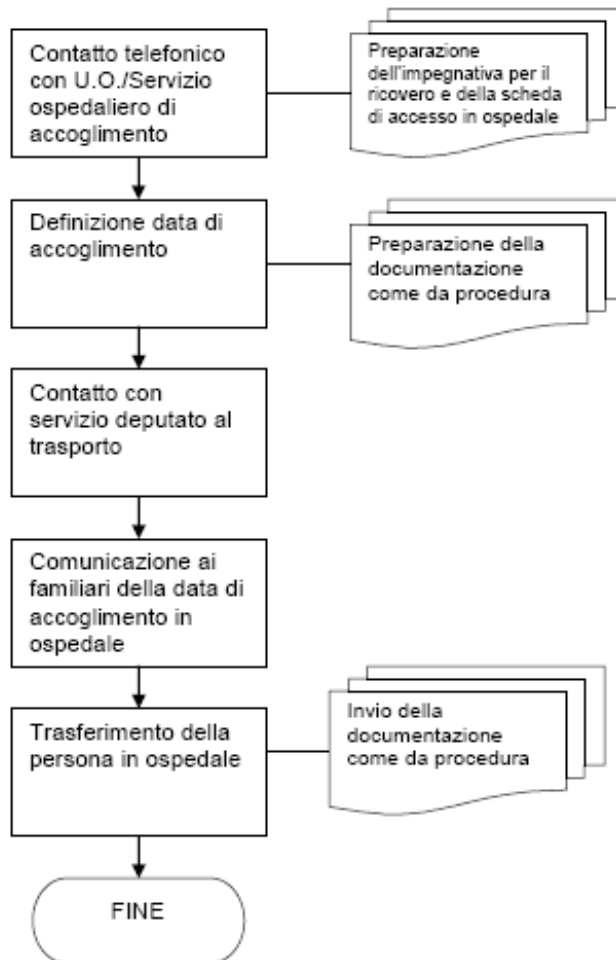 Contatto telefonico
con U.O./Servizio
ospedaliero di
accoglimento
Preparazione
dell'impegnativa per il
ricovero e della scheda
di accesso in ospedale
Definizione data di
accoglimento
Preparazione della
documentazione
come da procedura
Contatto con
servizio deputato al
trasporto
Comunicazione ai
familiari della data di
accoglimento in
ospedale
Trasferimento della
persona in ospedale
Invio della
documentazione
come da procedura
FINE